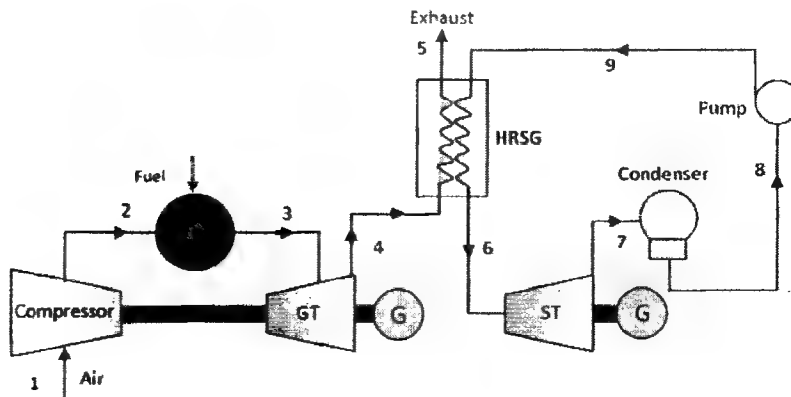 Exhaust
5
9
Pump
HRSG
Fuel
8
Condenser
2
3
4
6
7
Compressor
GT
G
ST
G
1
Air